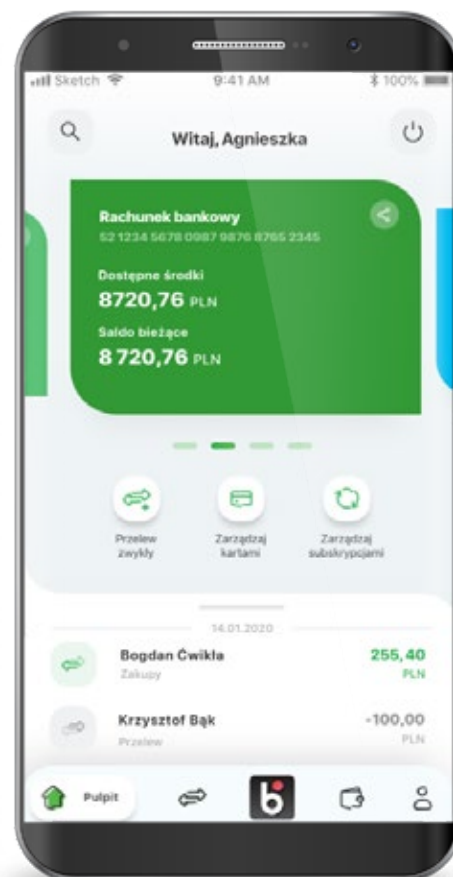 Sketch 9:41 AM 100%
Witaj, Agnieszka
Rachunek bankowy
52 1234 5678 0987 9876 8765 2345
Dostępne środki
8720,76 PLN
Saldo bieżące
8 720,76 PLN
Przelew
zwykły
Zarządzaj
kartami
Zarządzaj
subskrypcjami
14.01.2020
Bogdan Ćwikła 255,40
Zakupy PLN
Krzysztof Bąk -100,00
Przelew PLN
Pulpit b